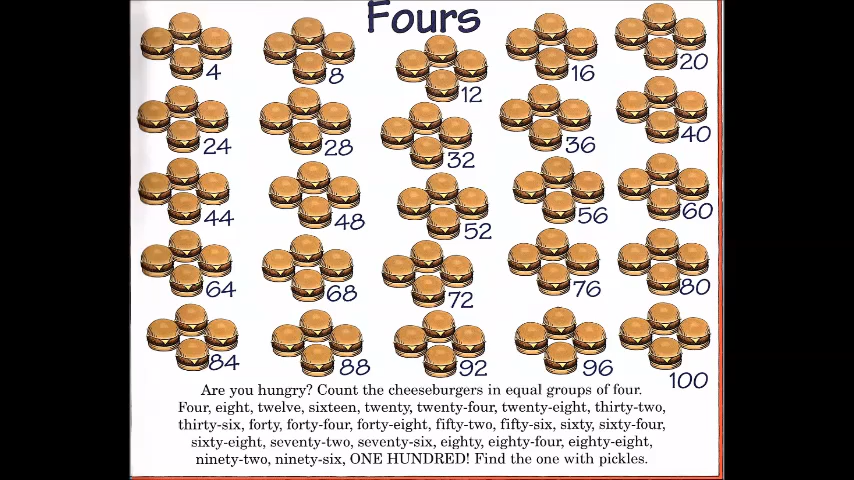 Fours
4 8 12 16 20
24 28 32 36 40
44 48 52 56 60
64 68 72 76 80
84 88 92 96 100
Are you hungry? Count the cheeseburgers in equal groups of four.
Four, eight, twelve, sixteen, twenty, twenty-four, twenty-eight, thirty-two,
thirty-six, forty, forty-four, forty-eight, fifty-two, fifty-six, sixty, sixty-four,
sixty-eight, seventy-two, seventy-six, eighty, eighty-four, eighty-eight,
ninety-two, ninety-six, ONE HUNDRED! Find the one with pickles.